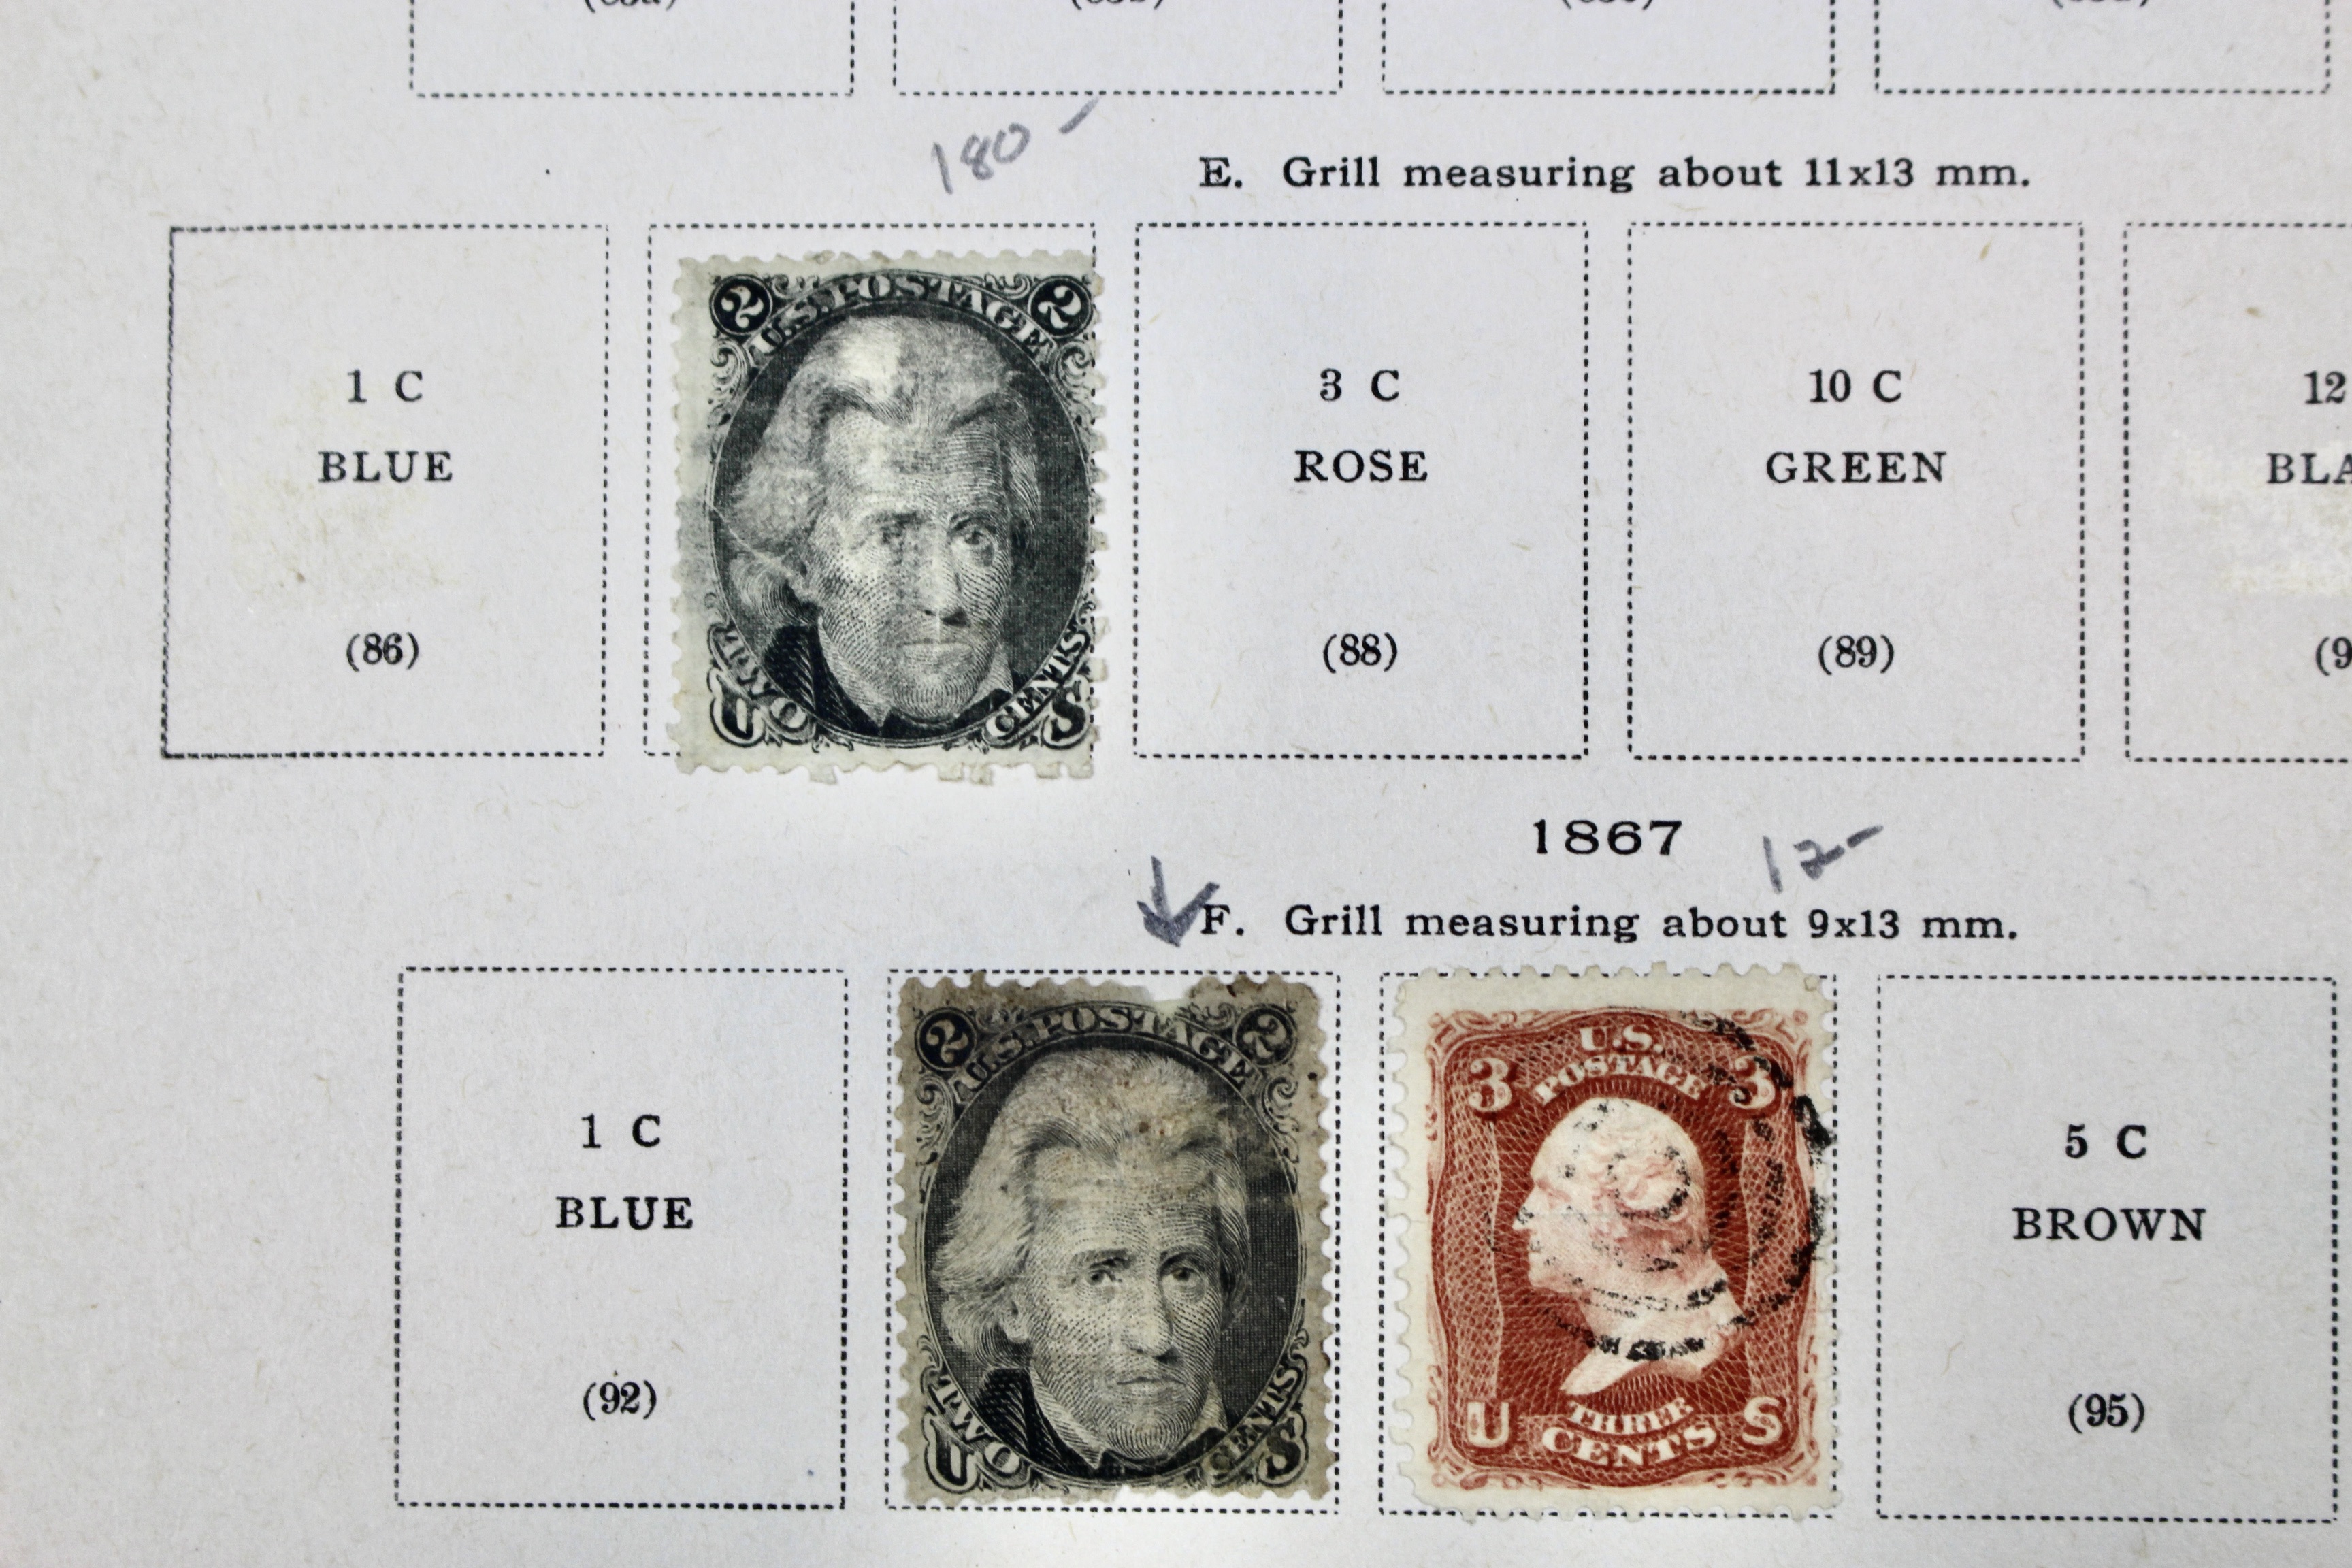 180 -
E. Grill measuring about 11x13 mm.
1 C
BLUE
(86)
2 U.S. POSTAGE 2
U TWO CENTS S
3 C
ROSE
(88)
10 C
GREEN
(89)
12
1867
12-
F. Grill measuring about 9x13 mm.
1 C
BLUE
(92)
2 U.S. POSTAGE 2
U TWO CENTS S
U.S.
3 POSTAGE 3
U THREE S
CENTS
5 C
BROWN
(95)